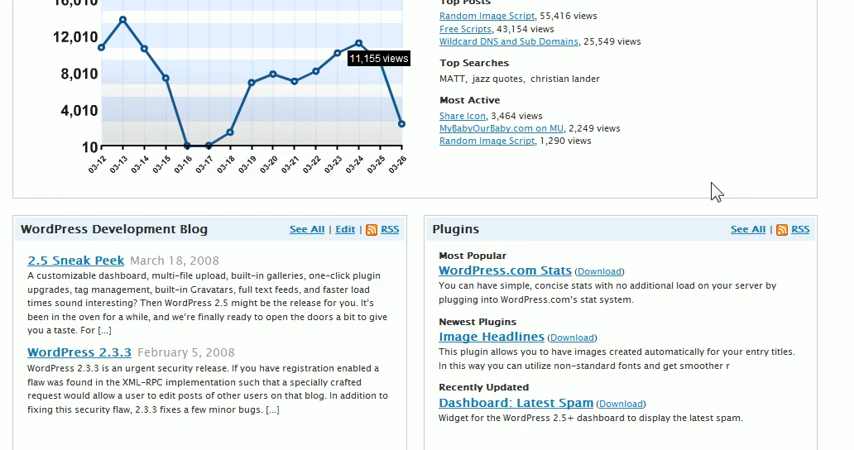 16,010
12,010
8,010
4,010
10
11,155 views
03-12 03-13 03-14 03-15 03-16 03-17 03-18 03-19 03-20 03-21 03-22 03-23 03-24 03-25 03-26
Top Posts
Random Image Script, 55,416 views
Free Scripts, 43,154 views
Wildcard DNS and Sub Domains, 25,549 views
Top Searches
MATT, jazz quotes, christian lander
Most Active
Share Icon, 3,464 views
MyBabyOurBaby.com on MU, 2,249 views
Random Image Script, 1,290 views
WordPress Development Blog See All | Edit | RSS
2.5 Sneak Peek March 18, 2008
A customizable dashboard, multi-file upload, built-in galleries, one-click plugin
upgrades, tag management, built-in Gravatars, full text feeds, and faster load
times sound interesting? Then WordPress 2.5 might be the release for you. It's
been in the oven for a while, and we're finally ready to open the doors a bit to give
you a taste. For [...]
WordPress 2.3.3 February 5, 2008
WordPress 2.3.3 is an urgent security release. If you have registration enabled a
flaw was found in the XML-RPC implementation such that a specially crafted
request would allow a user to edit posts of other users on that blog. In addition to
fixing this security flaw, 2.3.3 fixes a few minor bugs. [...]
Plugins See All | RSS
Most Popular
WordPress.com Stats (Download)
You can have simple, concise stats with no additional load on your server by
plugging into WordPress.com's stat system.
Newest Plugins
Image Headlines (Download)
This plugin allows you to have images created automatically for your entry titles.
In this way you can utilize non-standard fonts and get smoother r
Recently Updated
Dashboard: Latest Spam (Download)
Widget for the WordPress 2.5+ dashboard to display the latest spam.